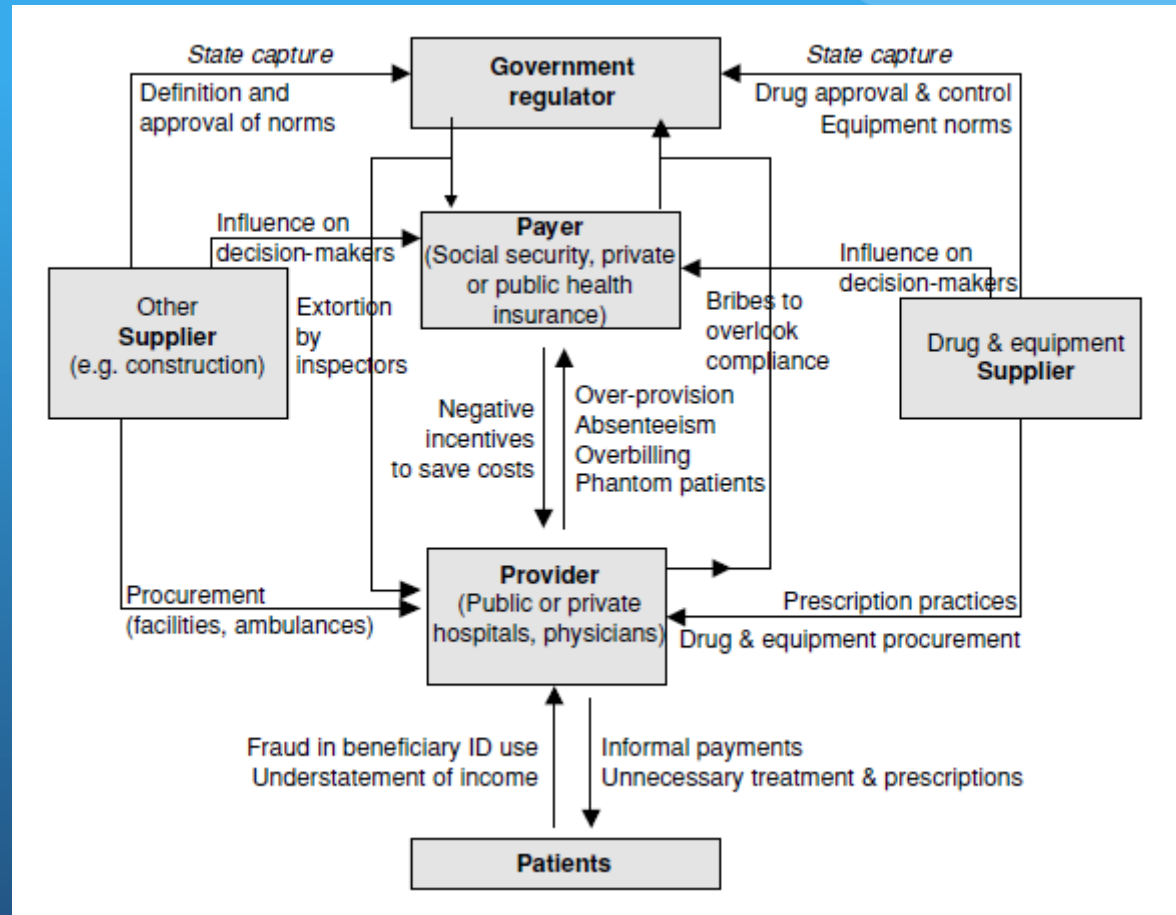 State capture
Definition and
approval of norms
Government
regulator
State capture
Drug approval & control
Equipment norms
Influence on
decision-makers
Payer
(Social security, private
or public health
insurance)
Influence on
decision-makers
Other
Supplier
(e.g. construction)
Extortion
by
inspectors
Bribes to
overlook
compliance
Drug & equipment
Supplier
Negative
incentives
to save costs
Over-provision
Absenteeism
Overbilling
Phantom patients
Procurement
(facilities, ambulances)
Provider
(Public or private
hospitals, physicians)
Prescription practices
Drug & equipment procurement
Fraud in beneficiary ID use
Understatement of income
Informal payments
Unnecessary treatment & prescriptions
Patients